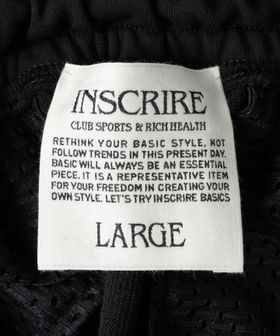 INSCRIRE
CLUB SPORTS & RICH HEALTH
RETHINK YOUR BASIC STYLE, NOT
FOLLOW TRENDS IN THIS PRESENT DAY.
BASIC WILL ALWAYS BE AN ESSENTIAL
PIECE. IT IS A REPRESENTATIVE ITEM
FOR YOUR FREEDOM IN CREATING YOUR
OWN STYLE. LET'S TRY INSCRIRE BASICS
LARGE